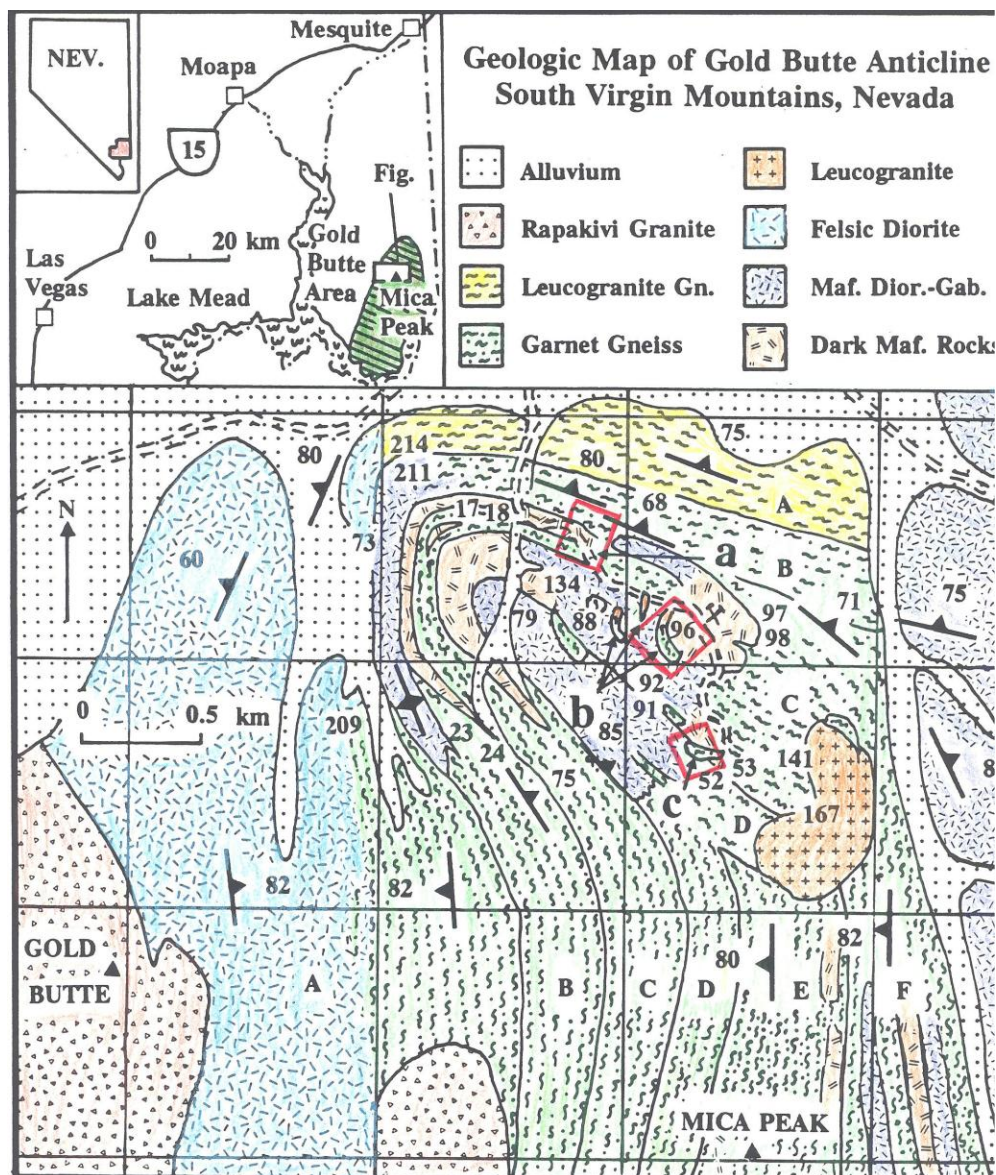 NEV.
Mesquite
Moapa
15
Fig.
0 20 km
Gold
Butte
Area
Las
Vegas
Lake Mead
Mica
Peak
Geologic Map of Gold Butte Anticline
South Virgin Mountains, Nevada
Alluvium
Leucogranite
Rapakivi Granite
Felsic Diorite
Leucogranite Gn.
Maf. Dior.-Gab.
Garnet Gneiss
Dark Maf. Rocks
75
214
80
80
211
A
N
17
18
68
73
a
B
60
134
71
75
79
88
96
97
98
92
C
0 0.5 km
b
91
209
85
23
24
53
141
8
75
52
c
D
167
82
82
GOLD
BUTTE
80
82
A
B
C
D
E
F
MICA PEAK